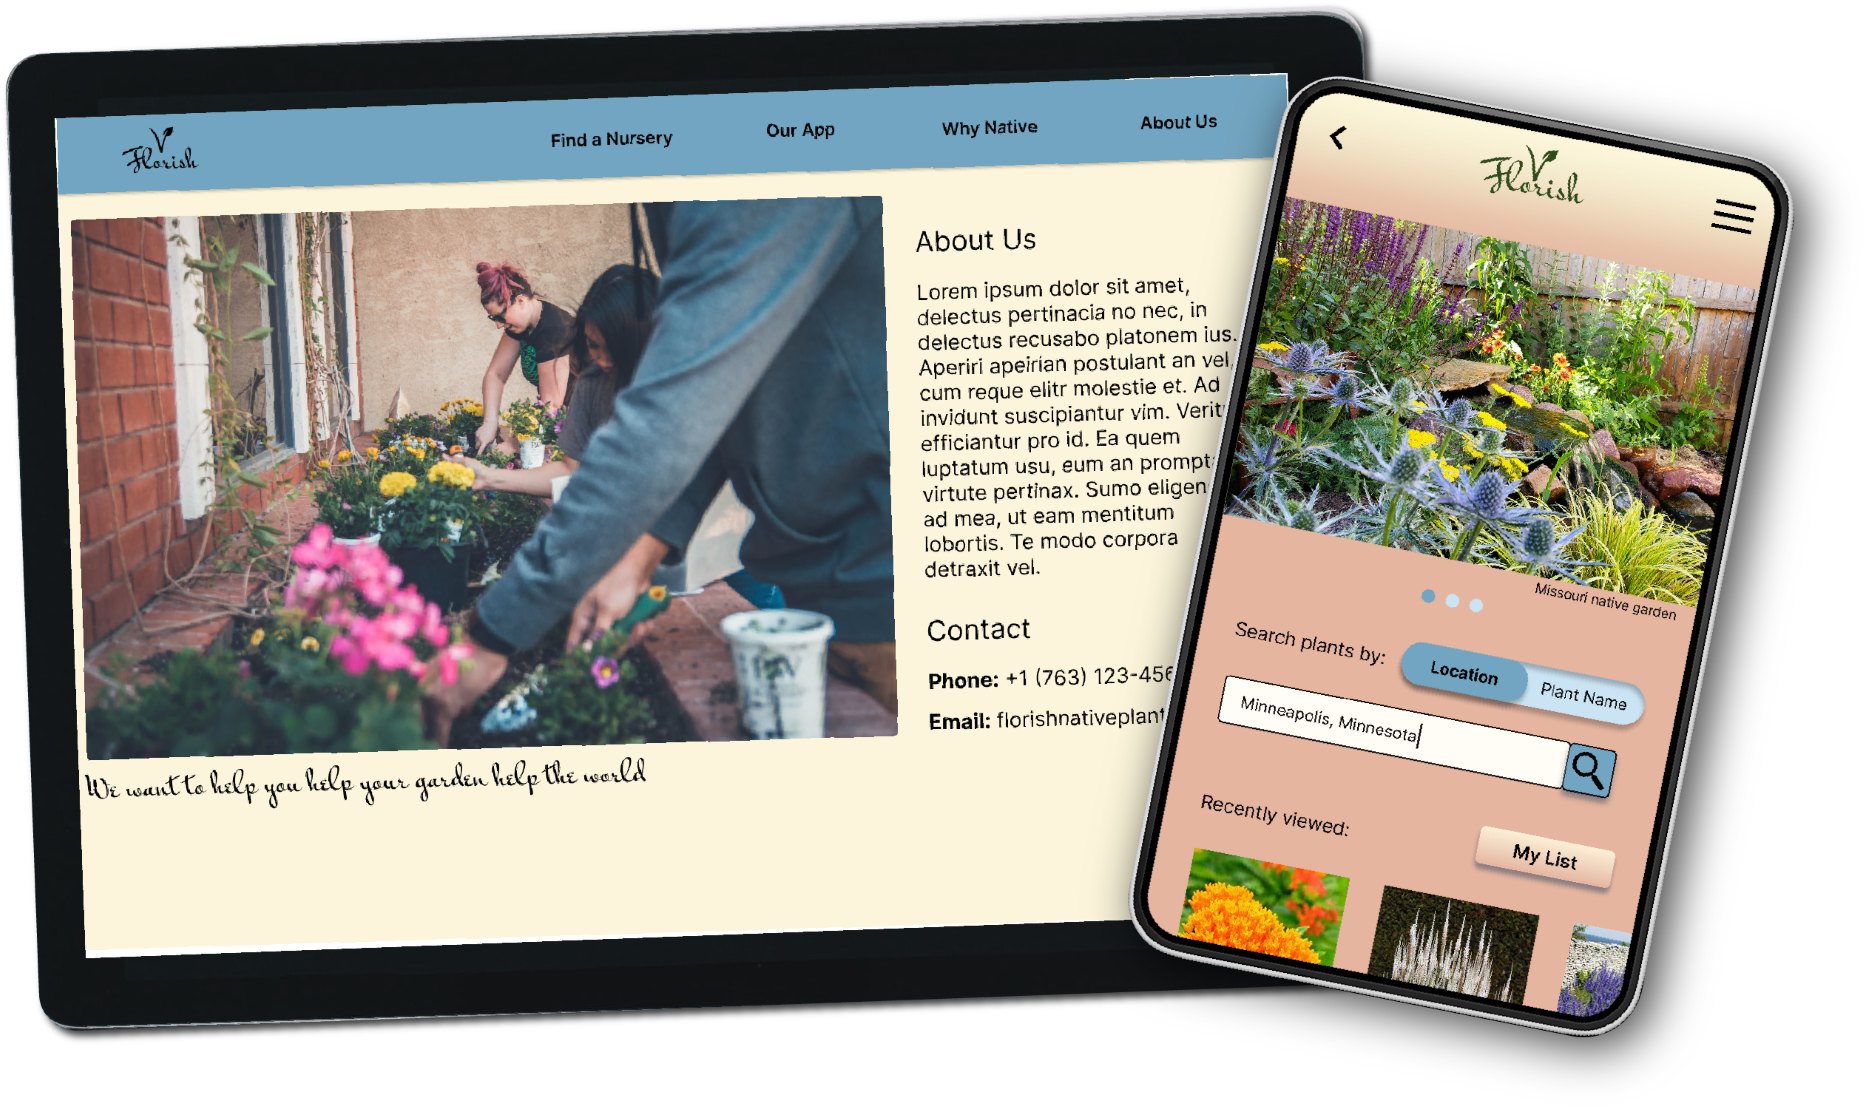 Florish
Find a Nursery
Our App
Why Native
About Us
About Us
Lorem ipsum dolor sit amet,
delectus pertinacia no nec, in
delectus recusabo platonem ius.
Aperiri apeirian postulant an vel,
cum reque elitr molestie et. Ad
invidunt suscipiantur vim. Verit
efficiantur pro id. Ea quem
luptatum usu, eum an prompt
virtute pertinax. Sumo eligen
ad mea, ut eam mentitum
lobortis. Te modo corpora
detraxit vel.
Contact
Phone: +1 (763) 123-456
Email: florishnativeplant
We want to help you help your garden help the world
Florish
Missouri native garden
Search plants by:
Location
Plant Name
Minneapolis, Minnesota
Recently viewed:
My List